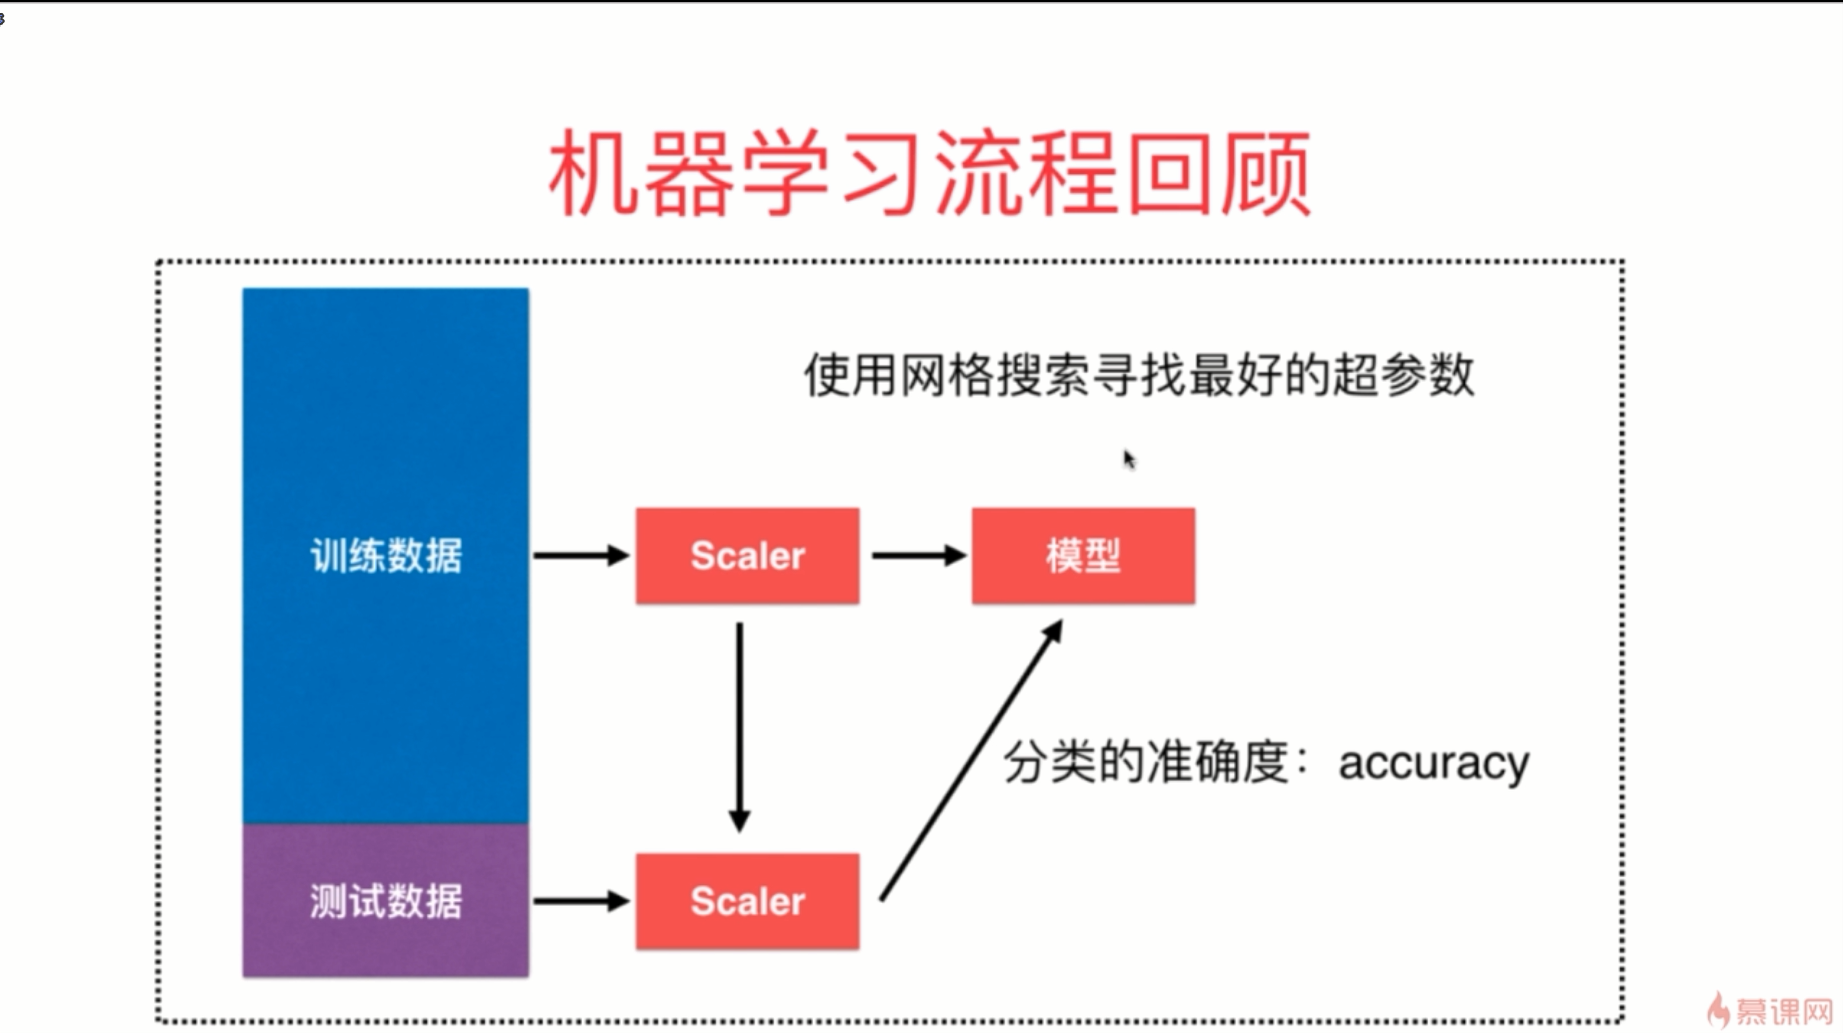 机器学习流程回顾
使用网格搜索寻找最好的超参数
训练数据
Scaler
模型
分类的准确度：accuracy
测试数据
Scaler
慕课网